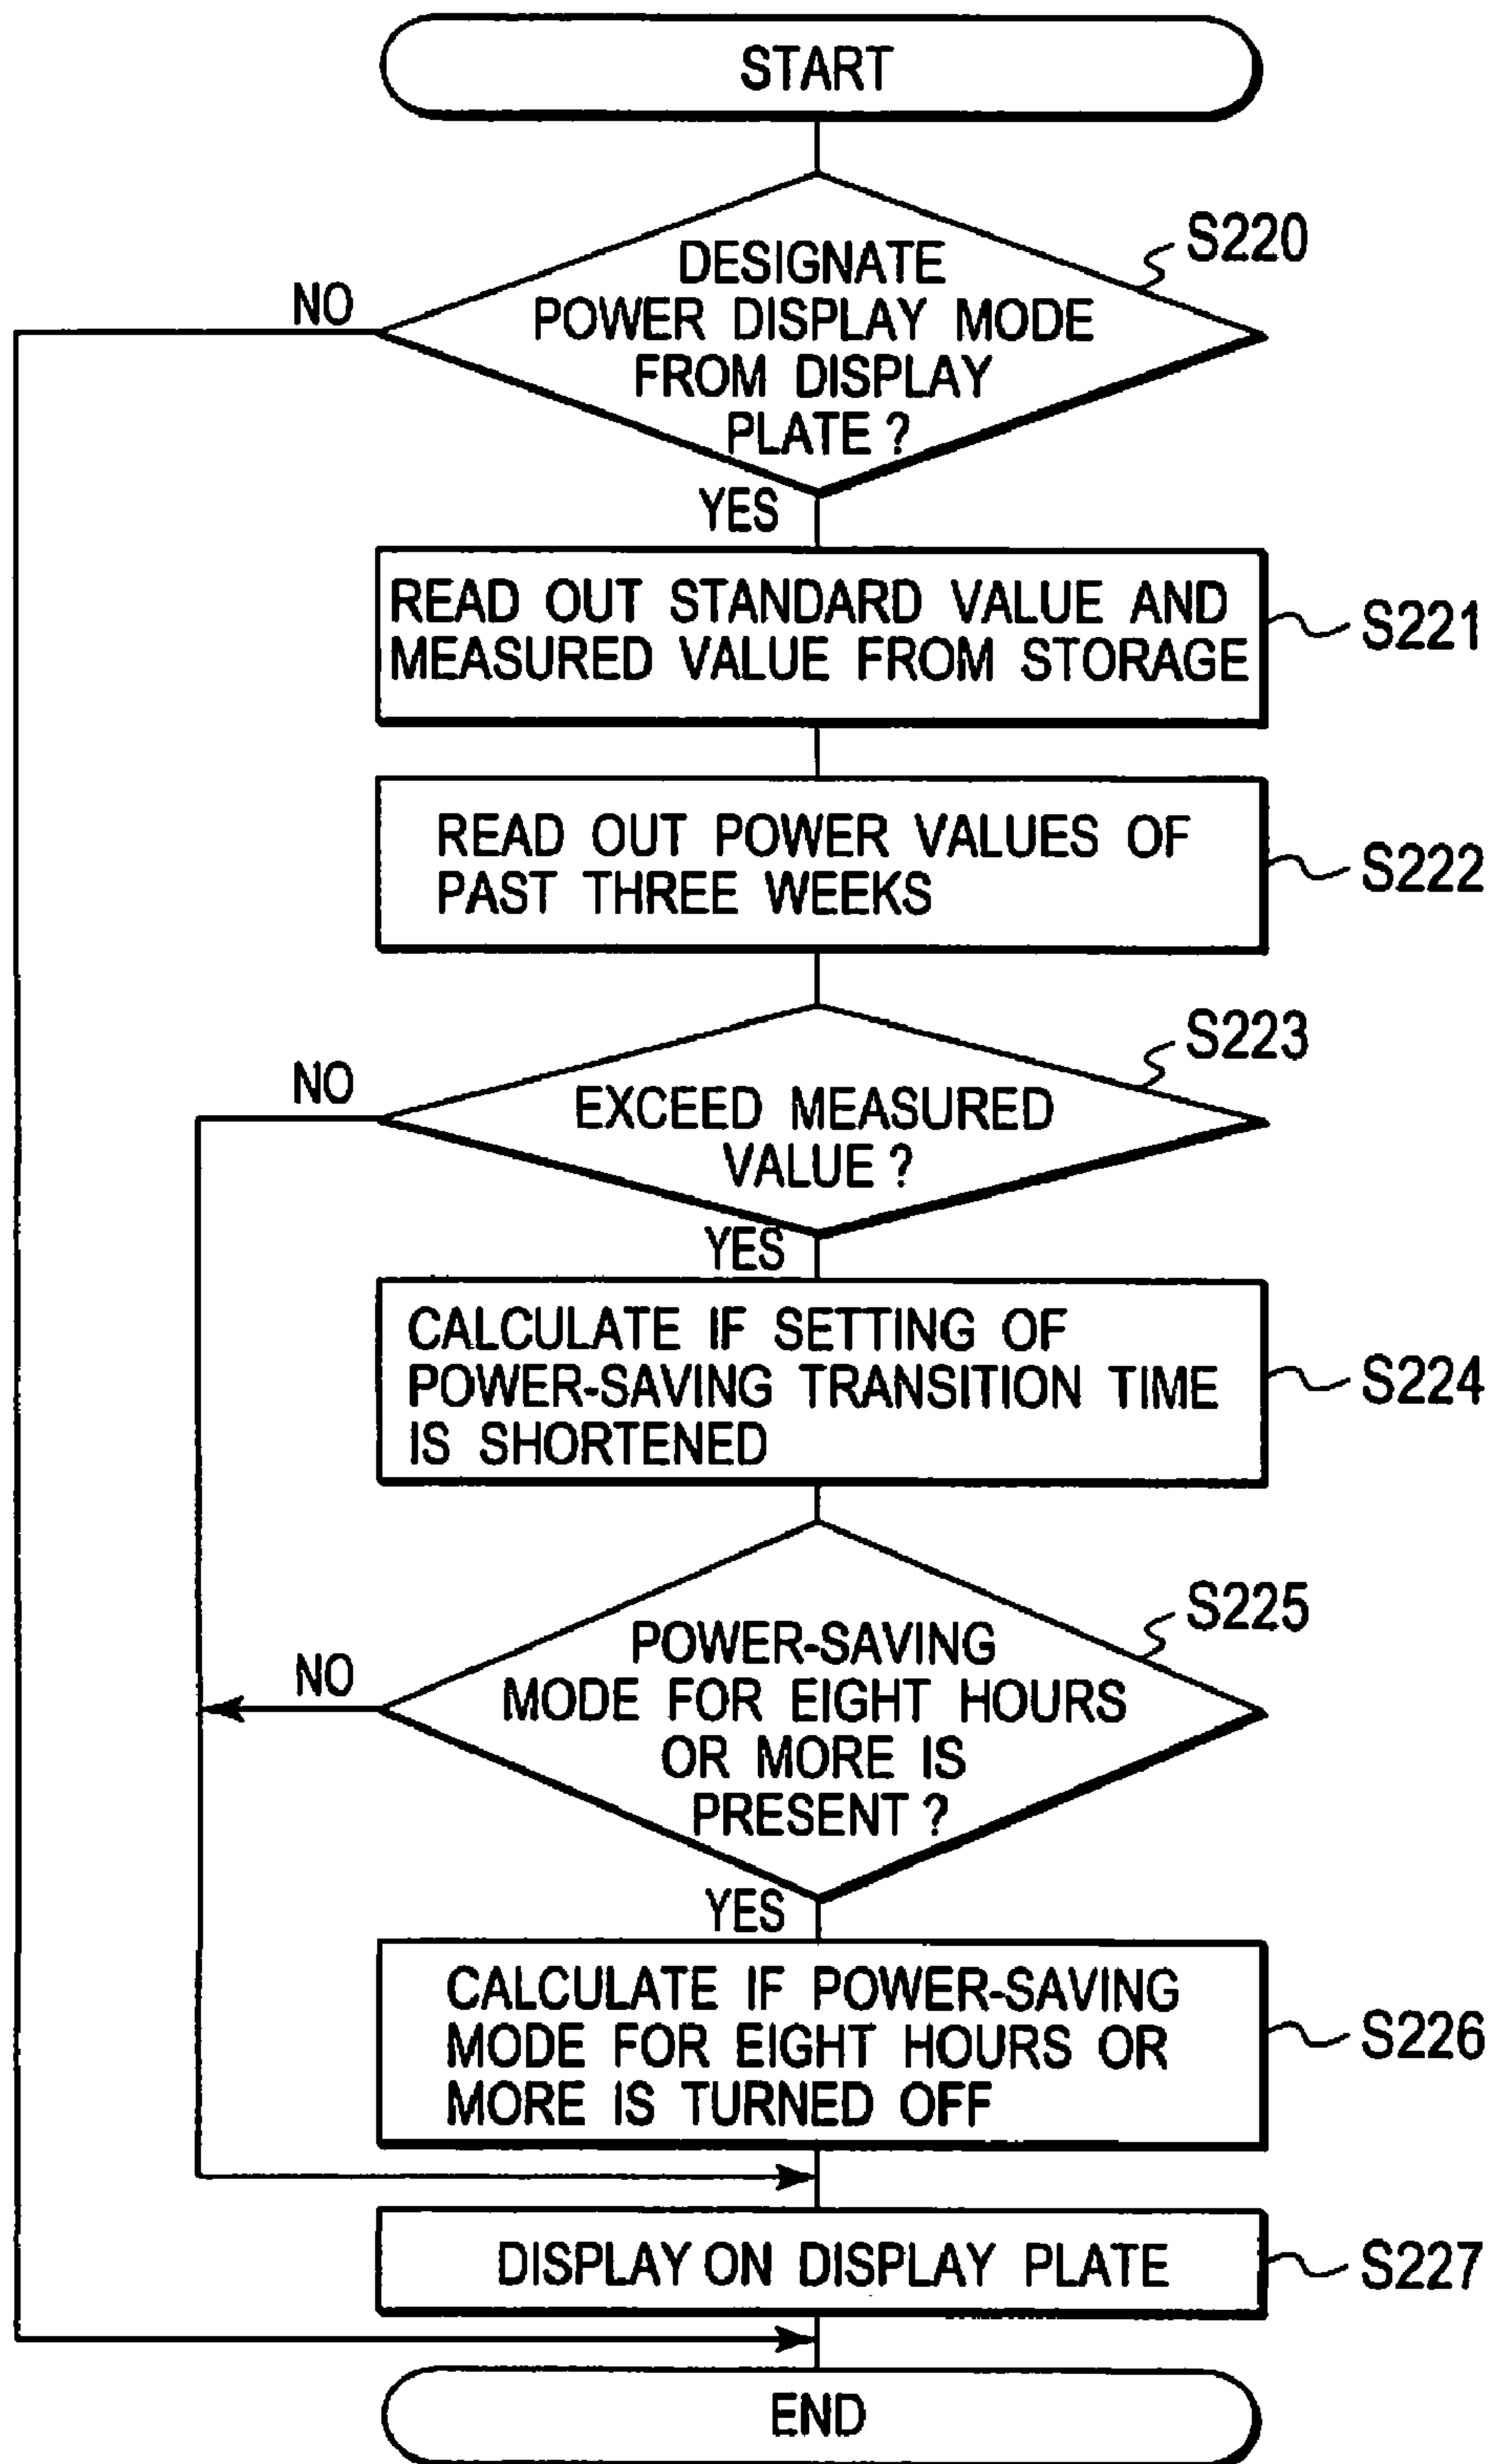 START
S220
DESIGNATE
POWER DISPLAY MODE
FROM DISPLAY
PLATE ?
NO
YES
READ OUT STANDARD VALUE AND
MEASURED VALUE FROM STORAGE
S221
READ OUT POWER VALUES OF
PAST THREE WEEKS
S222
S223
NO
EXCEED MEASURED
VALUE ?
YES
CALCULATE IF SETTING OF
POWER-SAVING TRANSITION TIME
IS SHORTENED
S224
S225
POWER-SAVING
MODE FOR EIGHT HOURS
OR MORE IS
PRESENT ?
NO
YES
CALCULATE IF POWER-SAVING
MODE FOR EIGHT HOURS OR
MORE IS TURNED OFF
S226
DISPLAY ON DISPLAY PLATE
S227
END